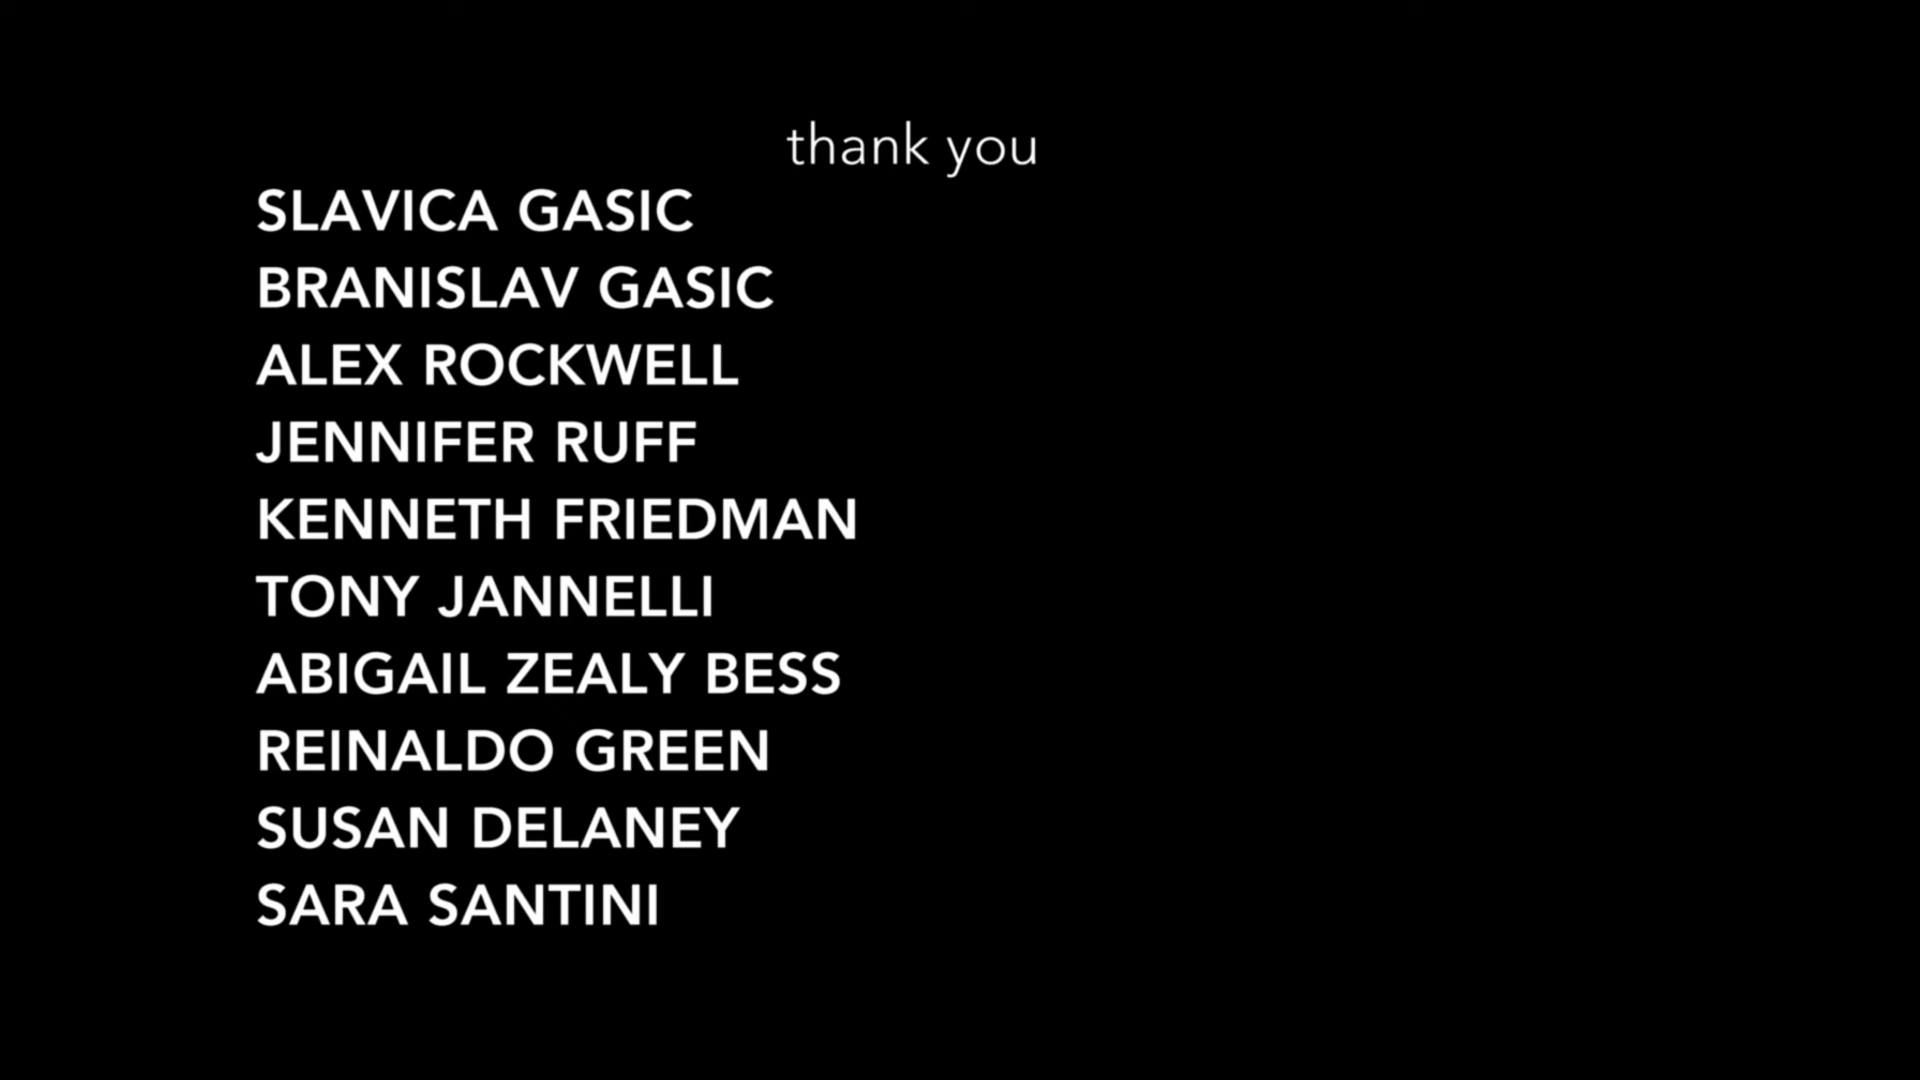 thank you
SLAVICA GASIC
BRANISLAV GASIC
ALEX ROCKWELL
JENNIFER RUFF
KENNETH FRIEDMAN
TONY JANNELLI
ABIGAIL ZEALY BESS
REINALDO GREEN
SUSAN DELANEY
SARA SANTINI